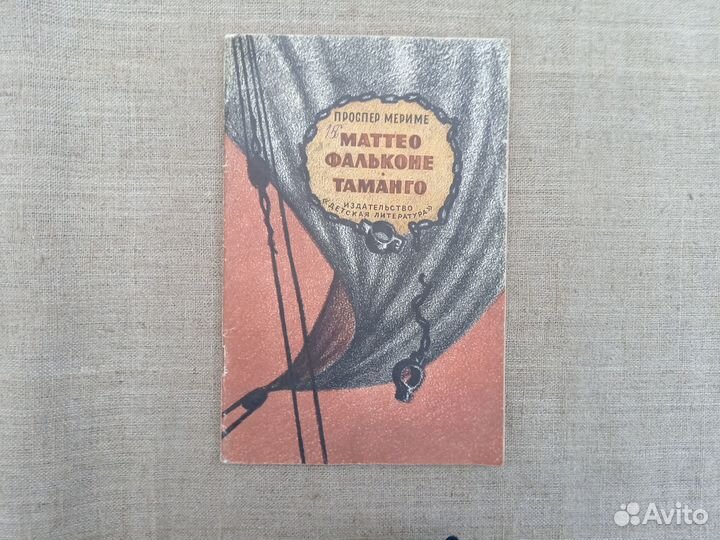 ПРОСПЕР МЕРИМЕ
МАТТЕО
ФАЛЬКОНЕ
·
ТАМАНГО
ИЗДАТЕЛЬСТВО
«ДЕТСКАЯ ЛИТЕРАТУРА»
Avito